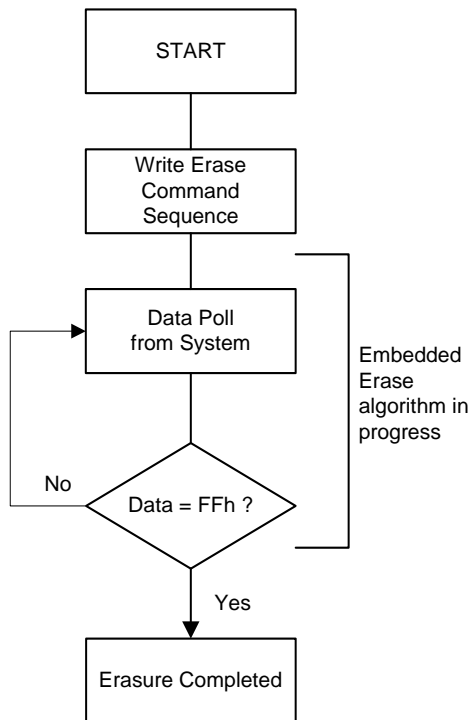 START
Write Erase
Command
Sequence
Data Poll
from System
Embedded
Erase
algorithm in
progress
No
Data = FFh ?
Yes
Erasure Completed